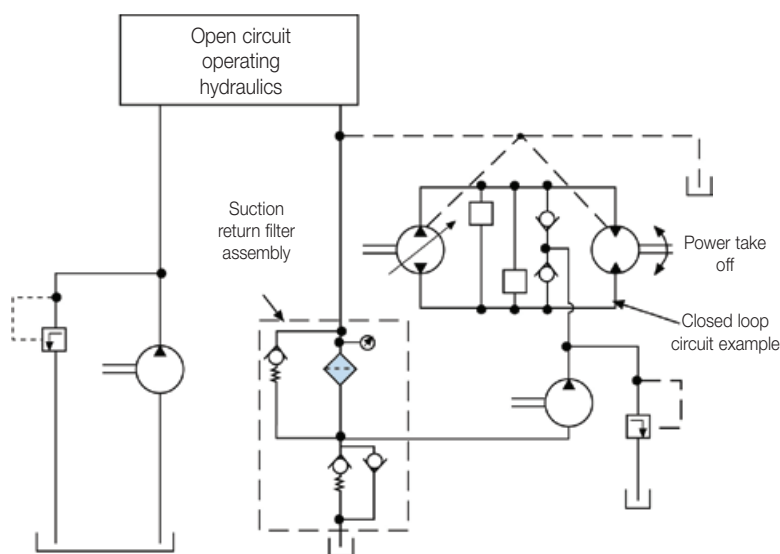 Open circuit
operating
hydraulics
Suction
return filter
assembly
Power take
off
Closed loop
circuit example